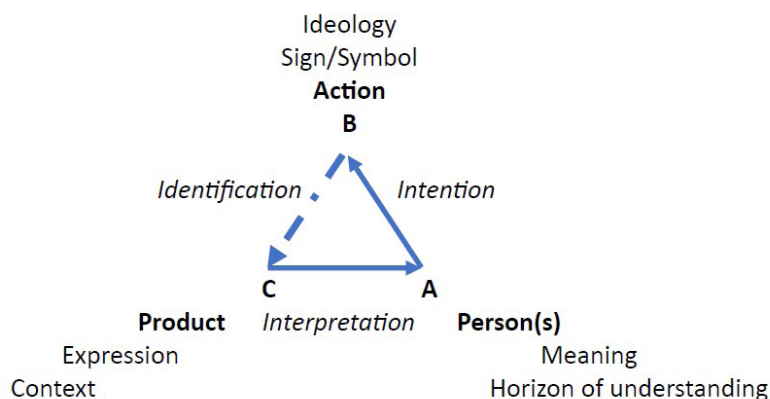 Ideology
Sign/Symbol
Action
B
Identification Intention
C A
Product Interpretation Person(s)
Expression Meaning
Context Horizon of understanding